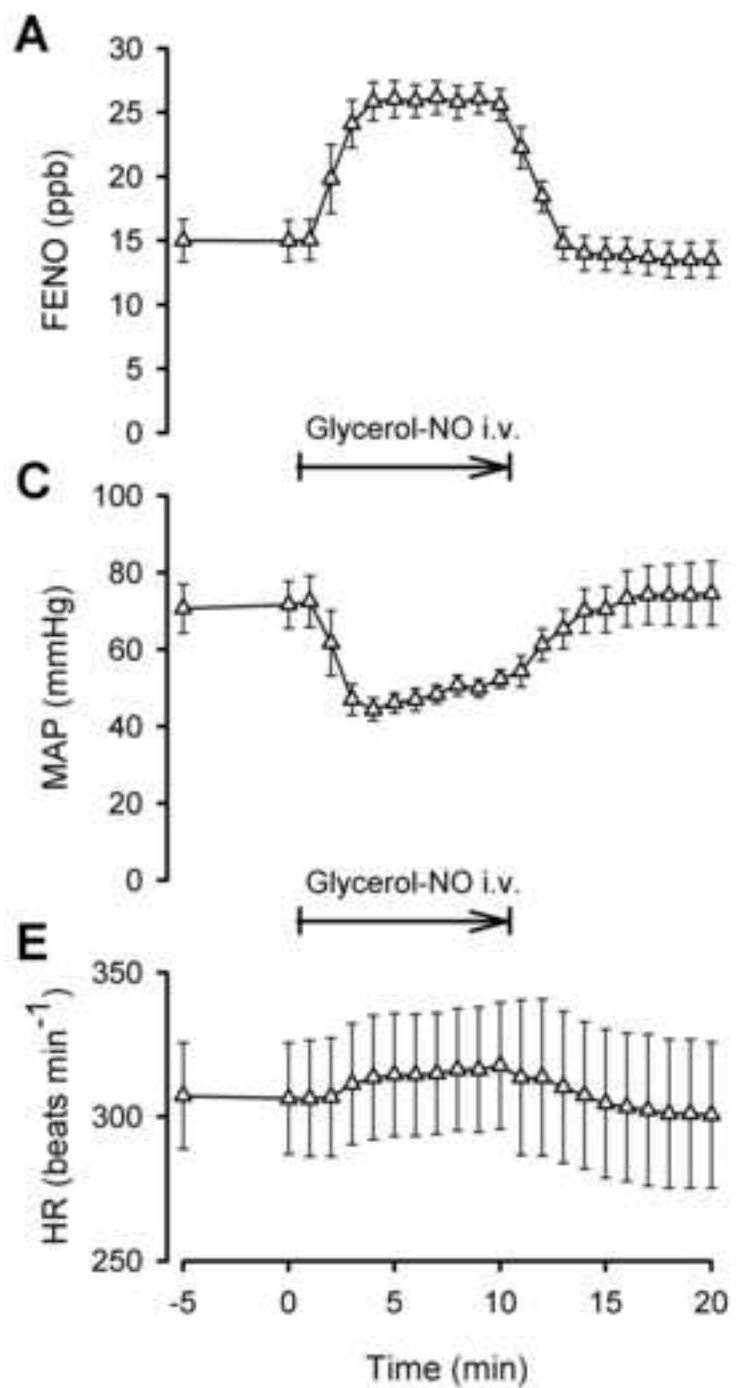 A
30
25
20
15
10
5
0
FENO (ppb)
Glycerol-NO i.v.
C
100
80
60
40
20
0
MAP (mmHg)
Glycerol-NO i.v.
E
350
300
250
HR (beats min⁻¹)
-5 0 5 10 15 20
Time (min)